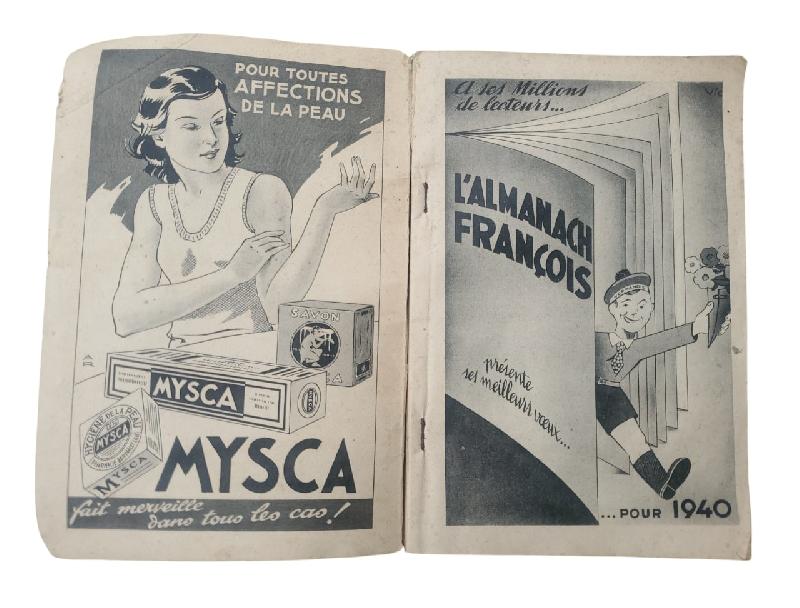 POUR TOUTES
AFFECTIONS
DE LA PEAU
SAVON
MYSCA
HYGIENE DE LA PEAU
MYSCA
MYSCA
MYSCA
fait merveille
dans tous les cas!
A ses Millions
de lecteurs...
L'ALMANACH
FRANÇOIS
présente
ses meilleurs vœux...
...POUR 1940